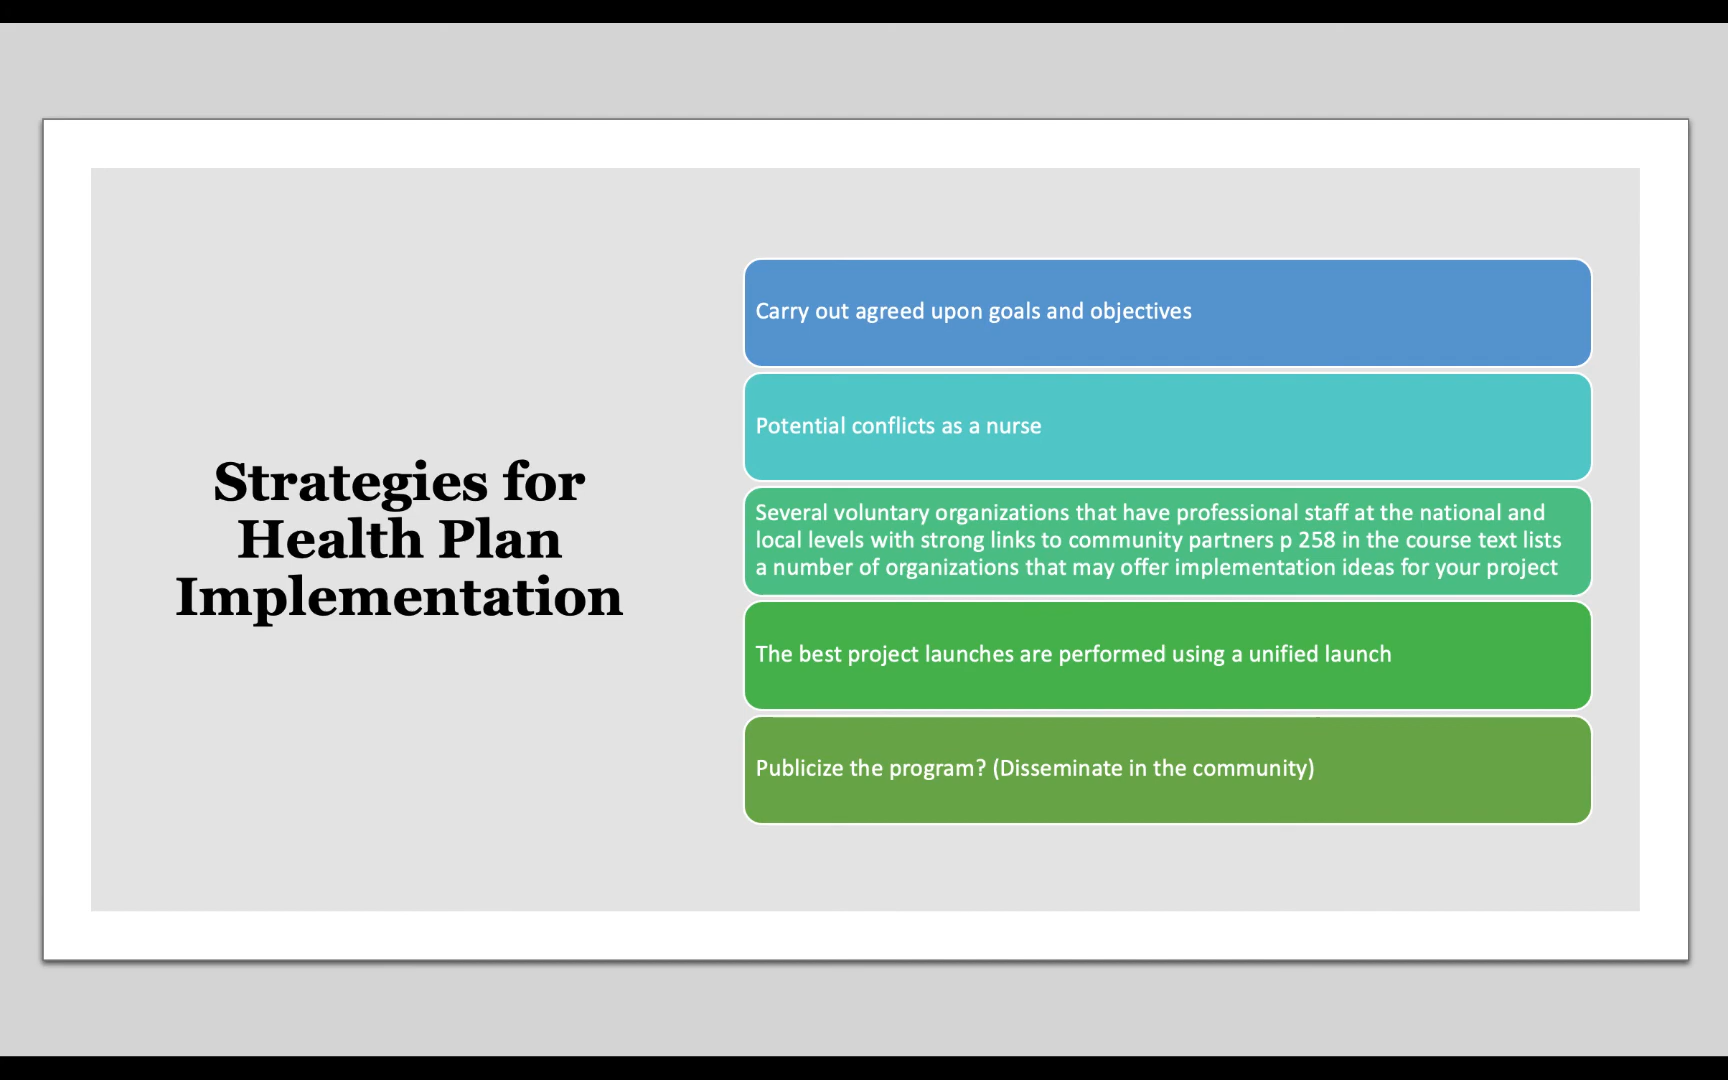 Strategies for
Health Plan
Implementation
Carry out agreed upon goals and objectives
Potential conflicts as a nurse
Several voluntary organizations that have professional staff at the national and
local levels with strong links to community partners p 258 in the course text lists
a number of organizations that may offer implementation ideas for your project
The best project launches are performed using a unified launch
Publicize the program? (Disseminate in the community)